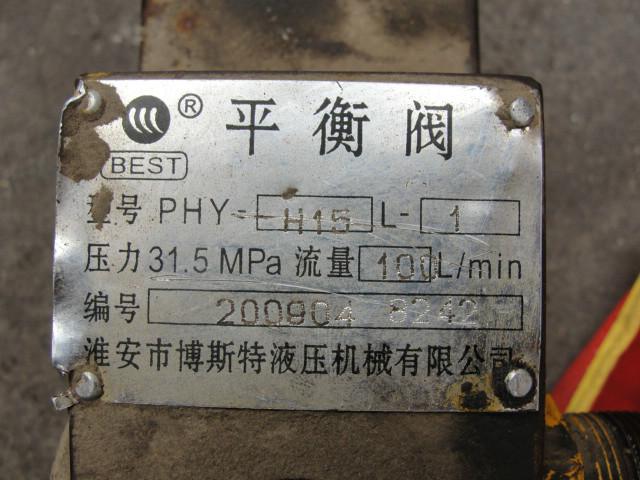 ® 平衡阀
BEST
型号 PHY- H15 L- 1
压力 31.5 MPa 流量 100L/min
编号 200904 8242
淮安市博斯特液压机械有限公司